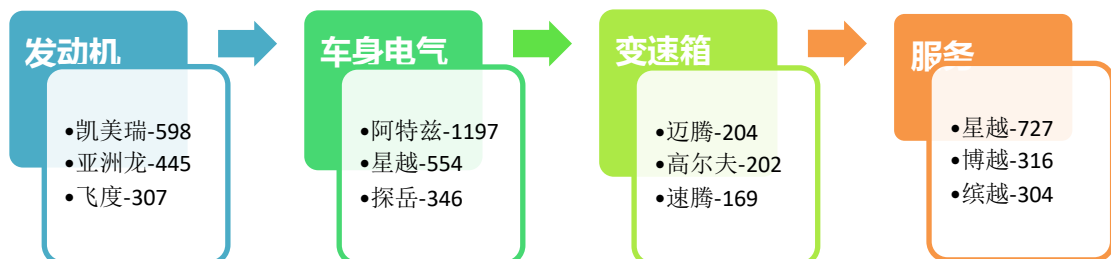 发动机
•凯美瑞-598
•亚洲龙-445
•飞度-307
车身电气
•阿特兹-1197
•星越-554
•探岳-346
变速箱
•迈腾-204
•高尔夫-202
•速腾-169
服务
•星越-727
•博越-316
•缤越-304